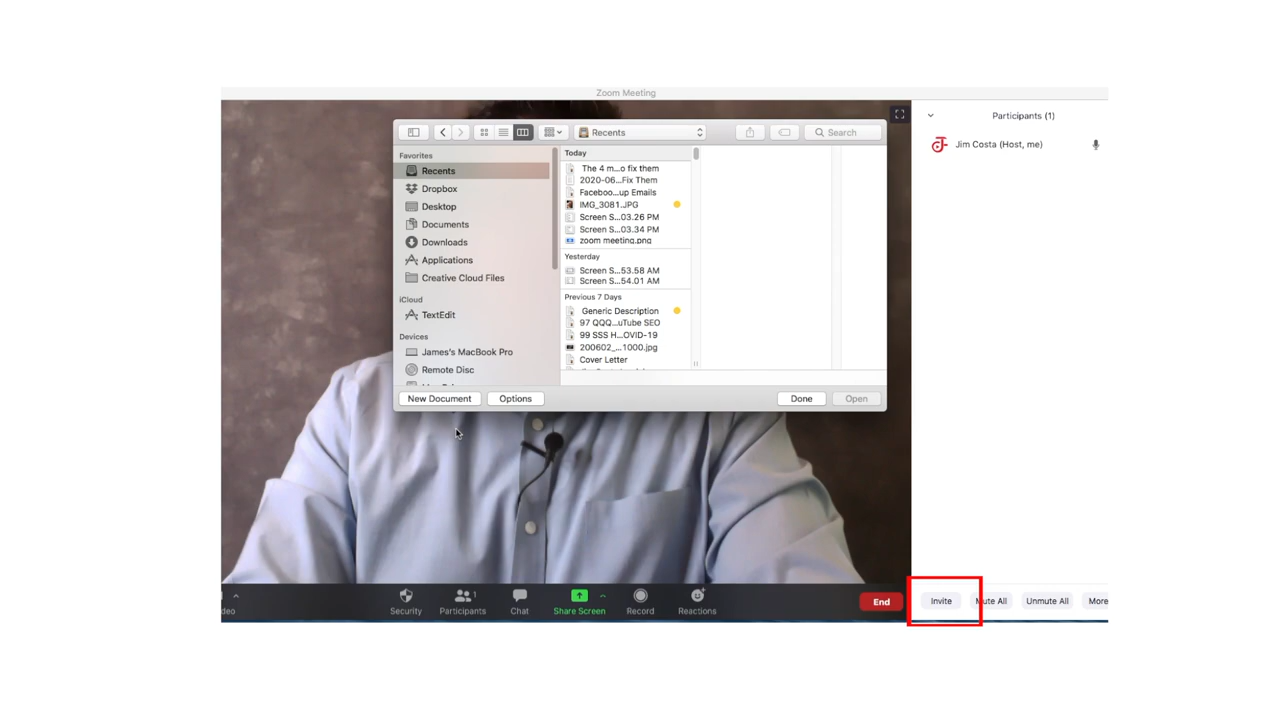 Zoom Meeting
Recents
Search
Favorites
Recents
Dropbox
Desktop
Documents
Downloads
Applications
Creative Cloud Files
iCloud
TextEdit
Devices
James's MacBook Pro
Remote Disc
Today
The 4 m...o fix them
2020-06...Fix Them
Faceboo...up Emails
IMG_3081.JPG
Screen S...03.26 PM
Screen S...03.34 PM
zoom meeting.png
Yesterday
Screen S...53.58 AM
Screen S...54.01 AM
Previous 7 Days
Generic Description
97 QQQ...uTube SEO
99 SSS H...OVID-19
200602_...1000.jpg
Cover Letter
New Document
Options
Done
Open
Participants (1)
Jim Costa (Host, me)
deo
Security
Participants
1
Chat
Share Screen
Record
Reactions
End
Invite
Mute All
Unmute All
More